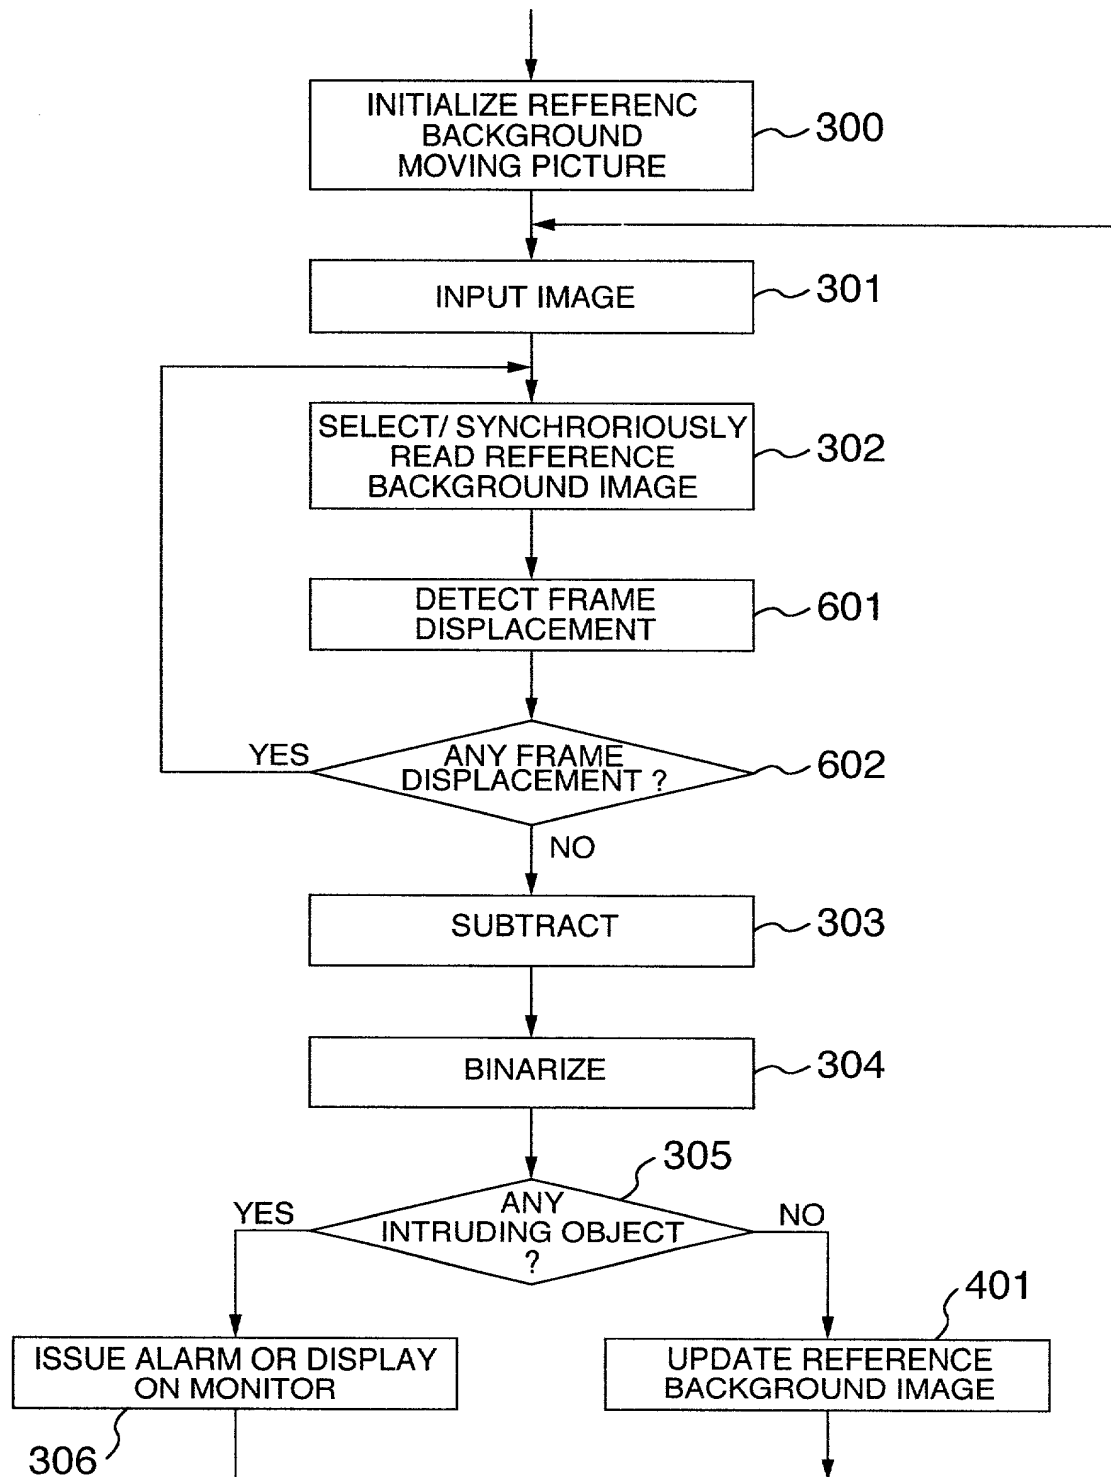 INITIALIZE REFERENC
BACKGROUND
MOVING PICTURE
300
INPUT IMAGE
301
SELECT/ SYNCHRORIOUSLY
READ REFERENCE
BACKGROUND IMAGE
302
DETECT FRAME
DISPLACEMENT
601
YES
ANY FRAME
DISPLACEMENT ?
602
NO
SUBTRACT
303
BINARIZE
304
305
YES
ANY
INTRUDING OBJECT
?
NO
401
ISSUE ALARM OR DISPLAY
ON MONITOR
306
UPDATE REFERENCE
BACKGROUND IMAGE